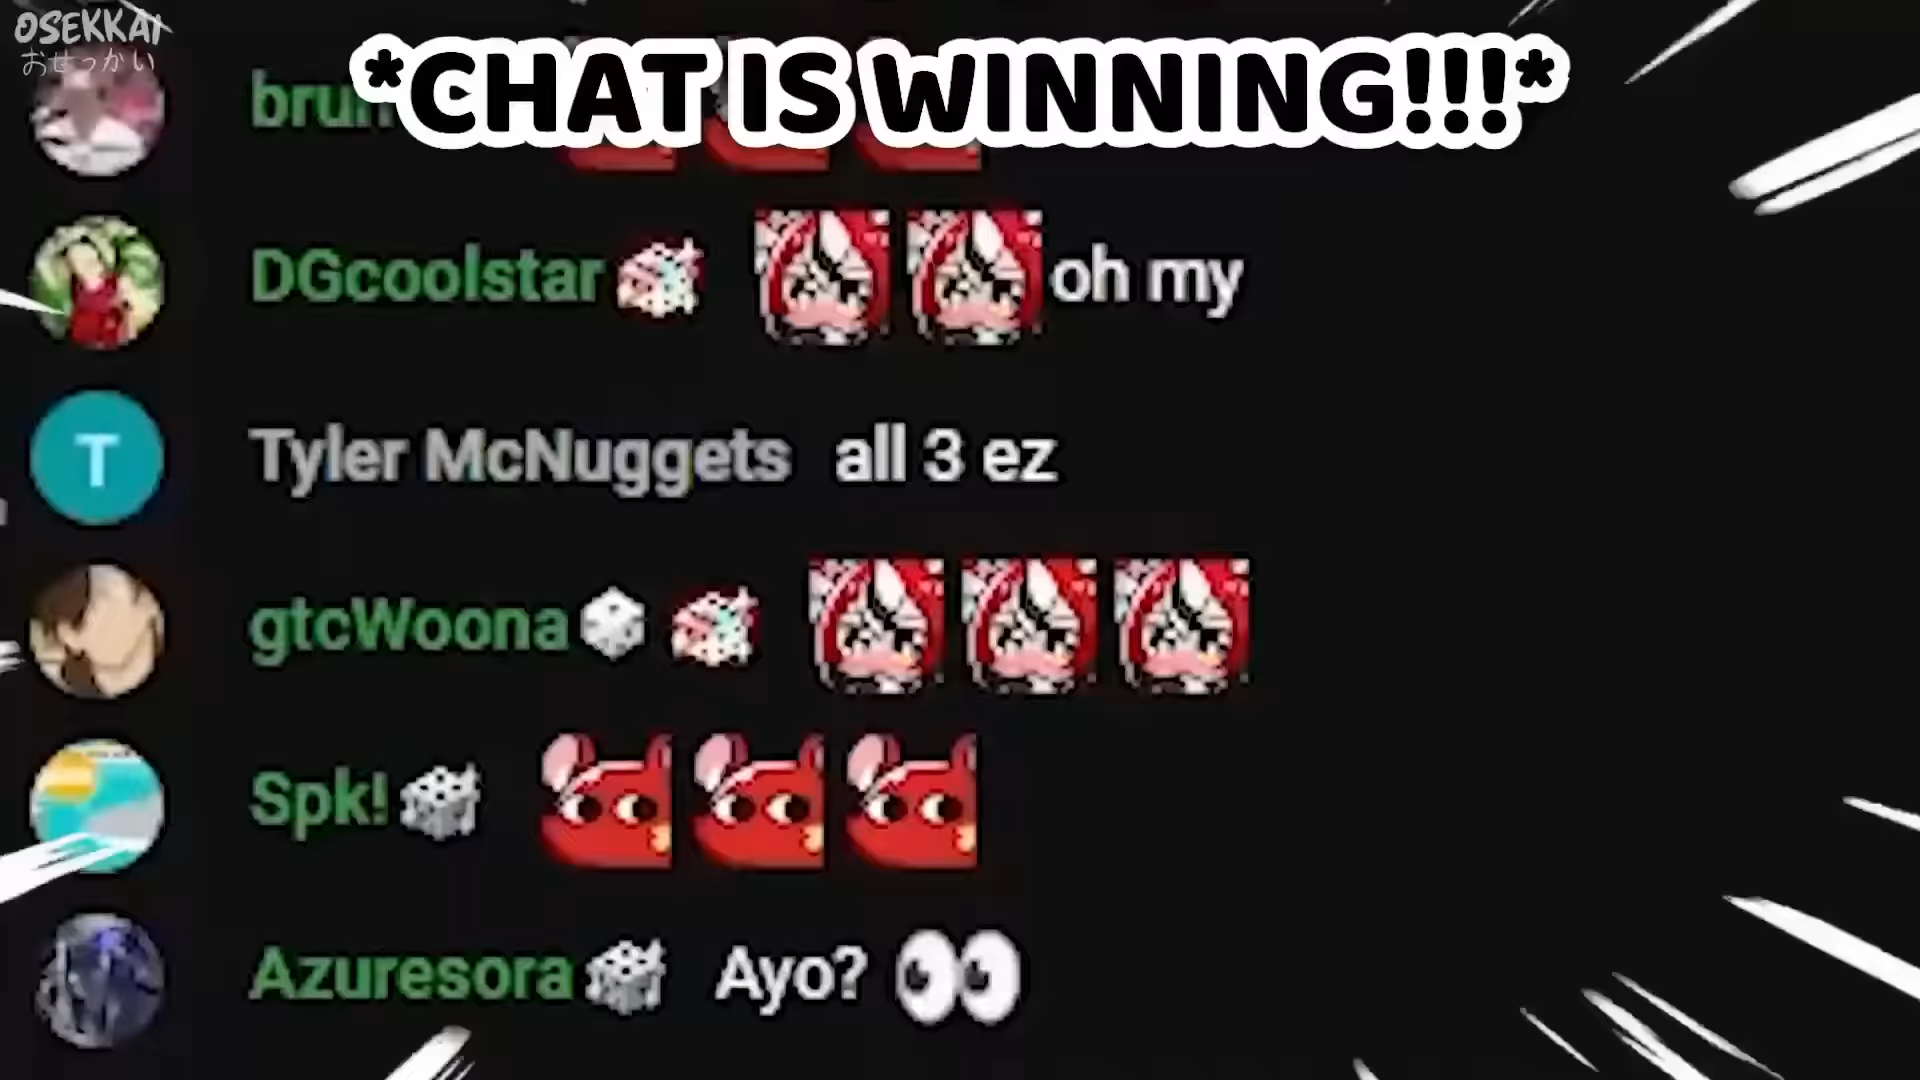 OSEKKAI
おせっかい
*CHAT IS WINNING!!!*
DGcoolstar oh my
T
Tyler McNuggets all 3 ez
gtcWoona
Spk!
Azuresora Ayo?